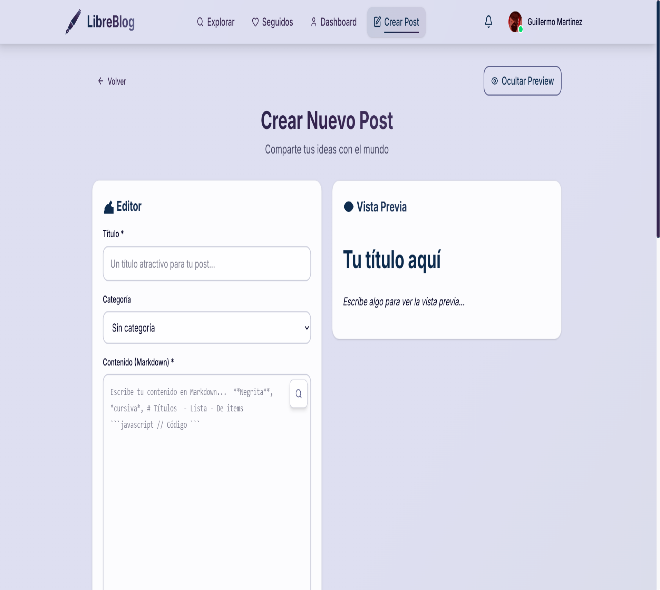 LibreBlog
Explorar
Seguidos
Dashboard
Crear Post
Guillermo Martinez
Volver
Ocultar Preview
Crear Nuevo Post
Comparte tus ideas con el mundo
Editor
Título *
Un título atractivo para tu post...
Categoría
Sin categoría
Contenido (Markdown) *
Escribe tu contenido en Markdown... **Negrita**,
*cursiva*, # Títulos - Lista - De items
```javascript // Código ```
Vista Previa
Tu título aquí
Escribe algo para ver la vista previa...